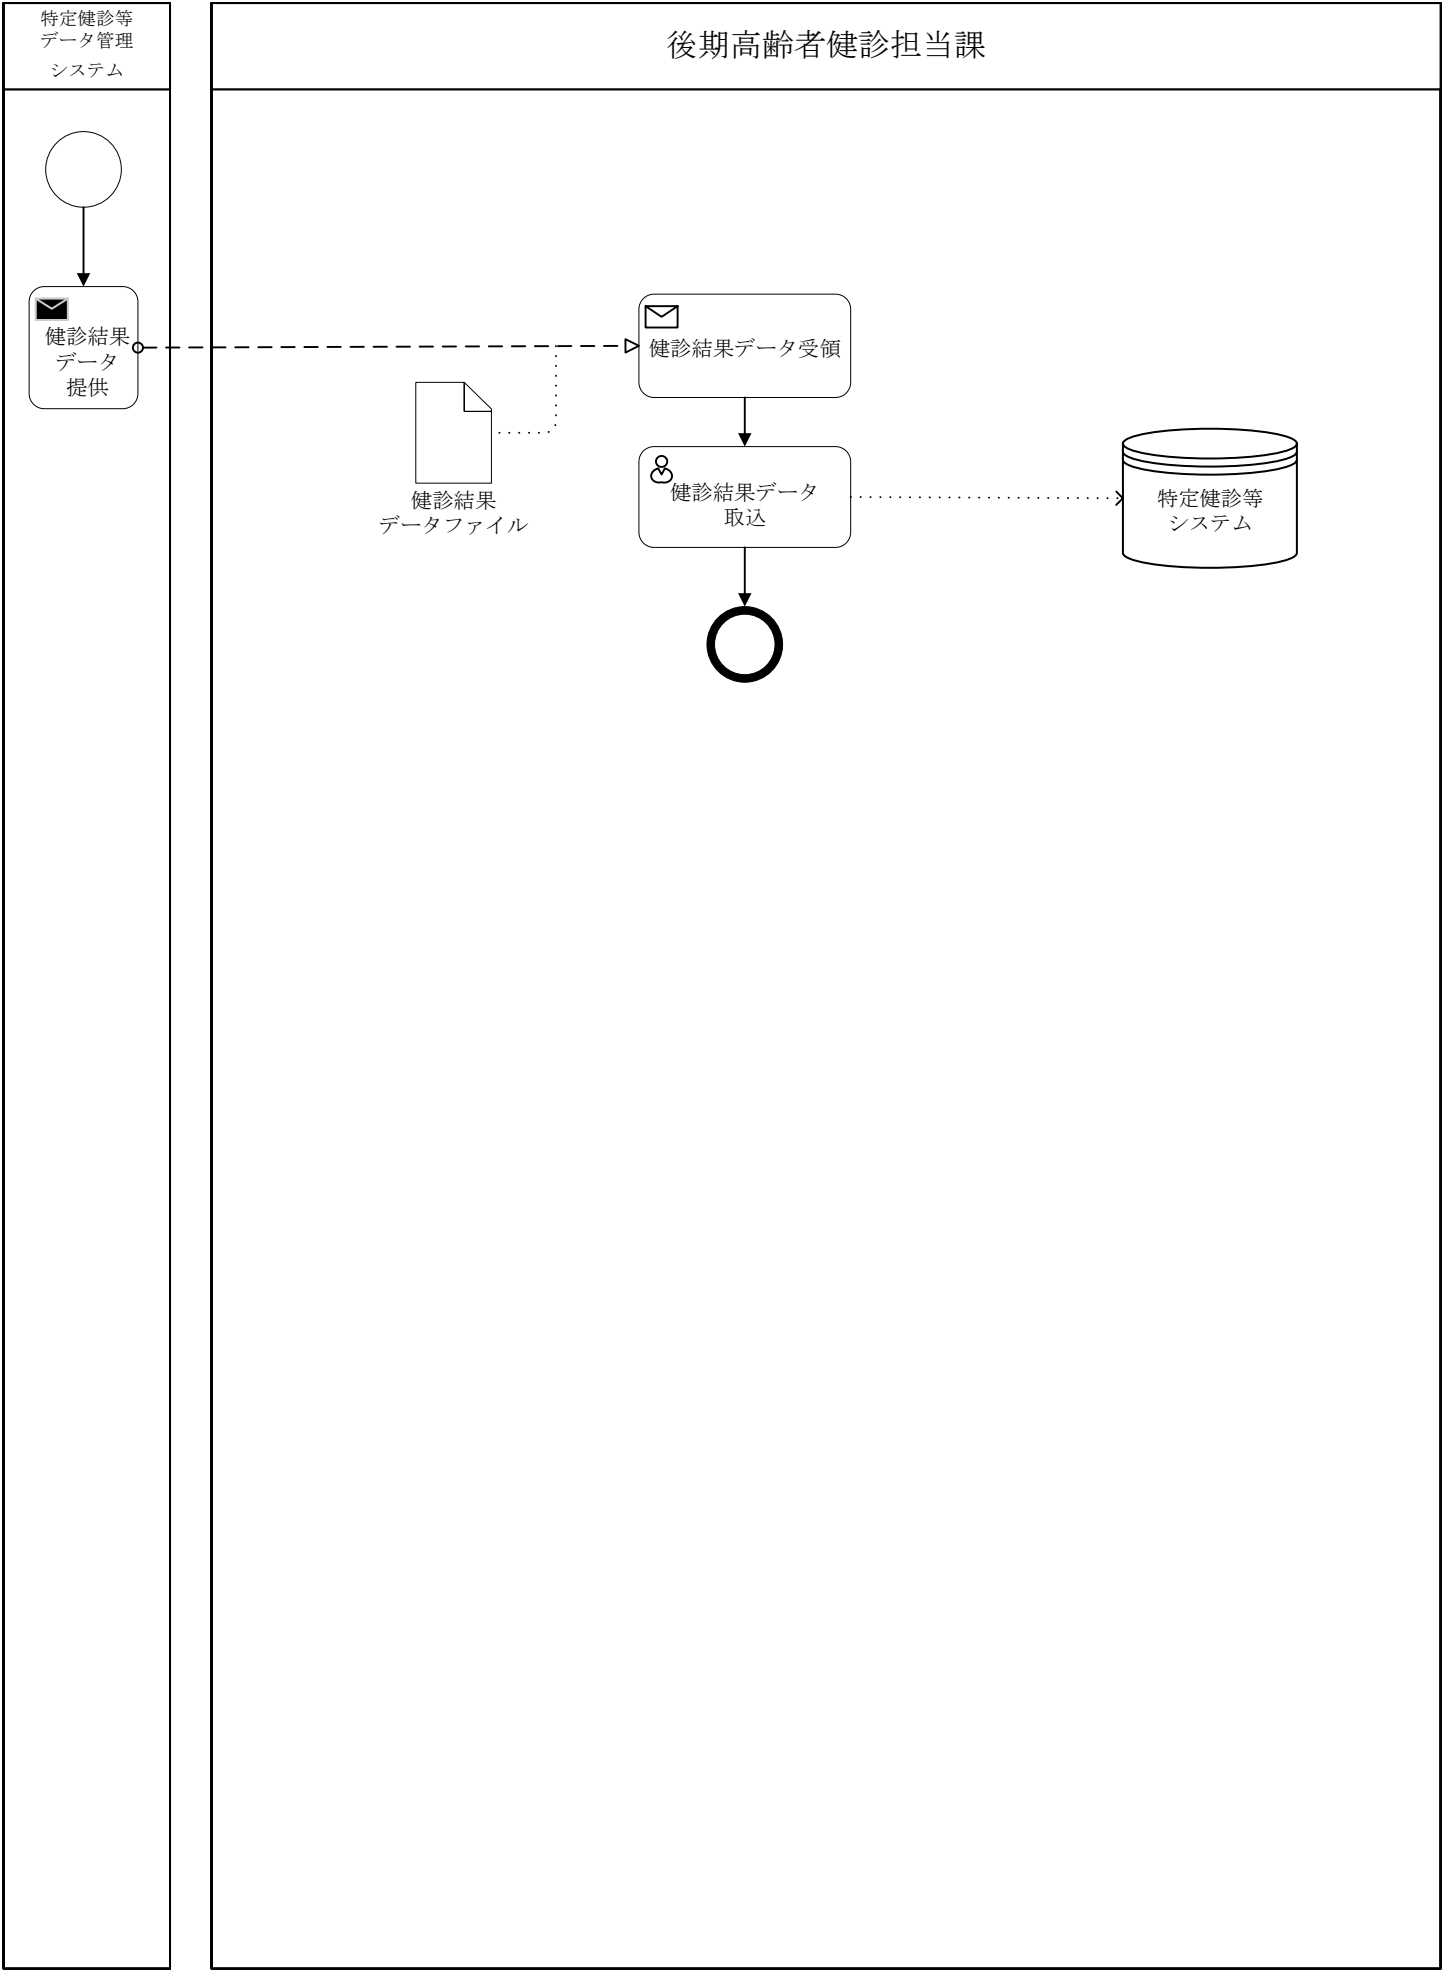 特定健診等
データ管理
システム
後期高齢者健診担当課
健診結果
データ
提供
健診結果データ受領
健診結果
データファイル
健診結果データ
取込
特定健診等
システム